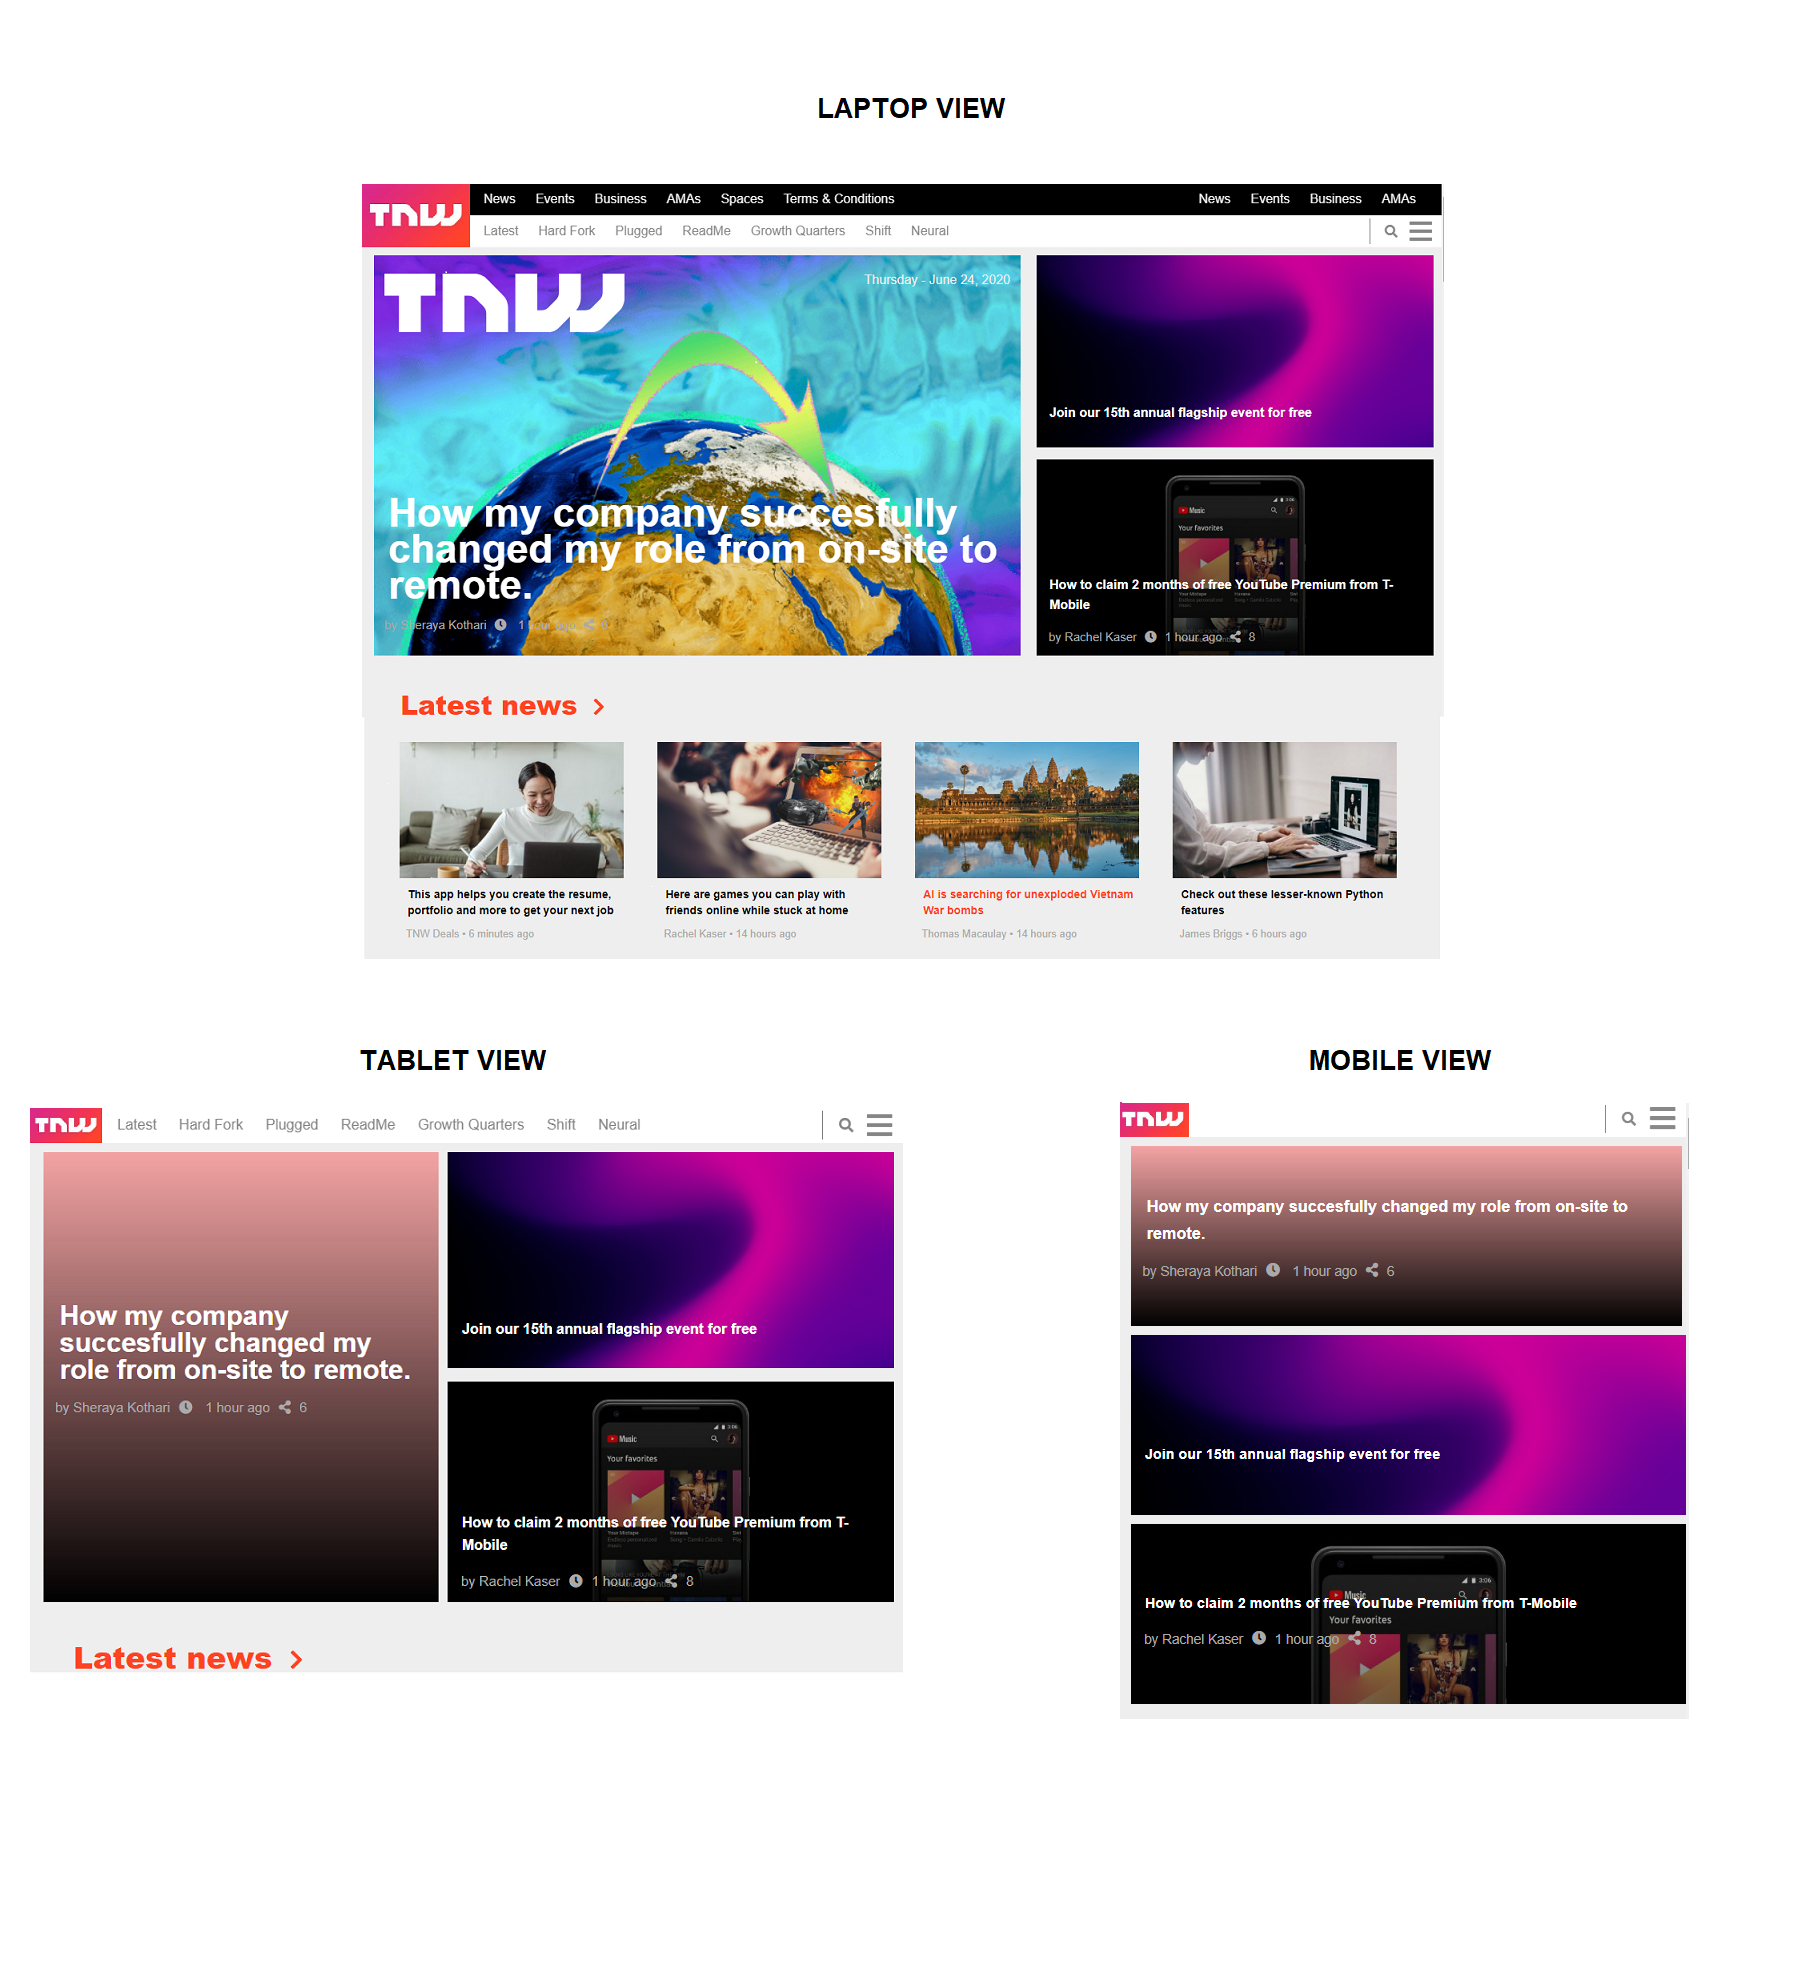 LAPTOP VIEW
TNW
News Events Business AMAs Spaces Terms & Conditions News Events Business AMAs
Latest Hard Fork Plugged ReadMe Growth Quarters Shift Neural
TNW
Thursday - June 24, 2020
How my company succesfully
changed my role from on-site to
remote.
by Sheraya Kothari 1 hour ago 6
Join our 15th annual flagship event for free
3:06
Music
Your favorites
How to claim 2 months of free YouTube Premium from T-
Mobile
by Rachel Kaser 1 hour ago 8
Latest news
This app helps you create the resume,
portfolio and more to get your next job
TNW Deals • 6 minutes ago
Here are games you can play with
friends online while stuck at home
Rachel Kaser • 14 hours ago
AI is searching for unexploded Vietnam
War bombs
Thomas Macaulay • 14 hours ago
Check out these lesser-known Python
features
James Briggs • 6 hours ago
TABLET VIEW
TNW
Latest Hard Fork Plugged ReadMe Growth Quarters Shift Neural
How my company
succesfully changed my
role from on-site to remote.
by Sheraya Kothari 1 hour ago 6
Join our 15th annual flagship event for free
3:06
Music
Your favorites
How to claim 2 months of free YouTube Premium from T-
Mobile
by Rachel Kaser 1 hour ago 8
Latest news
MOBILE VIEW
TNW
How my company succesfully changed my role from on-site to
remote.
by Sheraya Kothari 1 hour ago 6
Join our 15th annual flagship event for free
3:06
Music
How to claim 2 months of free YouTube Premium from T-Mobile
Your favorites
by Rachel Kaser 1 hour ago 8